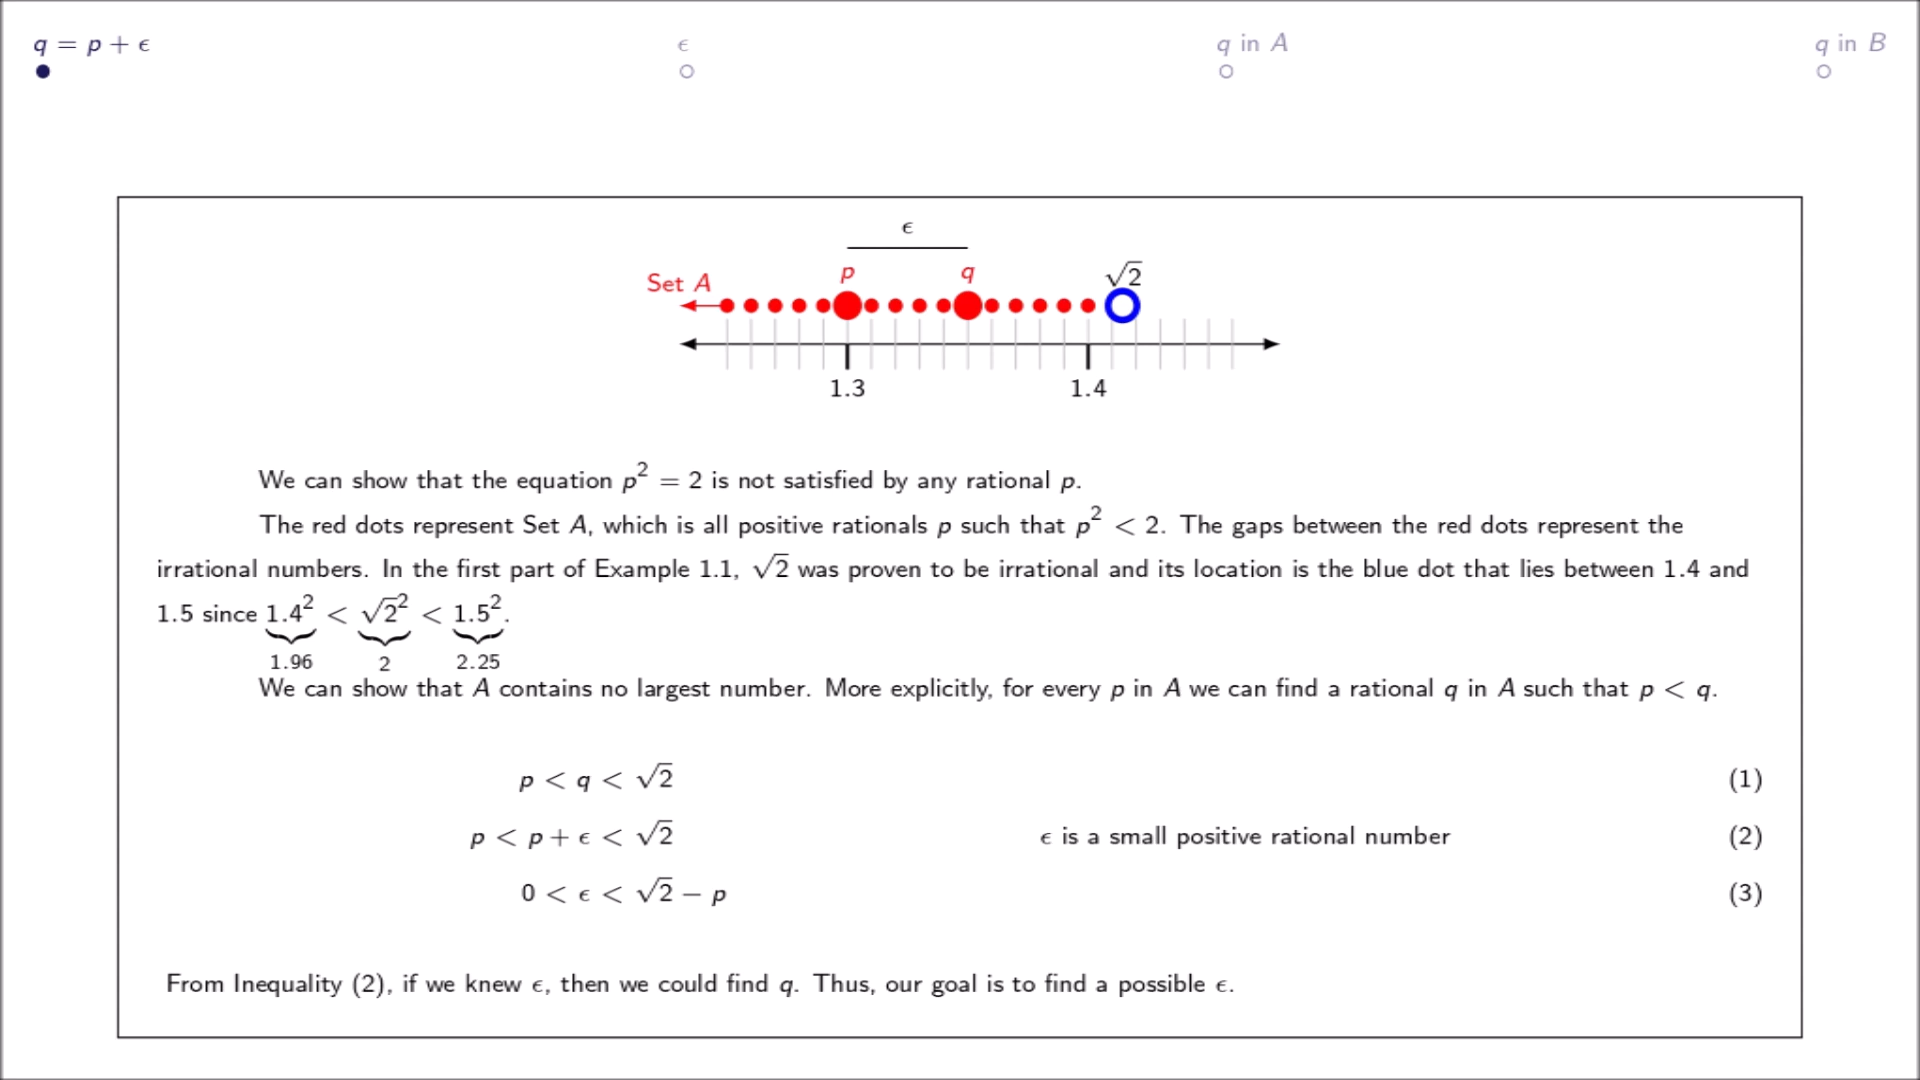 q = p + ϵ
ϵ
q in A
q in B
ϵ
Set A
p
q
√2
1.3
1.4
We can show that the equation p² = 2 is not satisfied by any rational p.
The red dots represent Set A, which is all positive rationals p such that p² < 2. The gaps between the red dots represent the
irrational numbers. In the first part of Example 1.1, √2 was proven to be irrational and its location is the blue dot that lies between 1.4 and
1.5 since 1.4² < √2² < 1.5².
1.96 2 2.25
We can show that A contains no largest number. More explicitly, for every p in A we can find a rational q in A such that p < q.
p < q < √2 (1)
p < p + ϵ < √2 ϵ is a small positive rational number (2)
0 < ϵ < √2 − p (3)
From Inequality (2), if we knew ϵ, then we could find q. Thus, our goal is to find a possible ϵ.